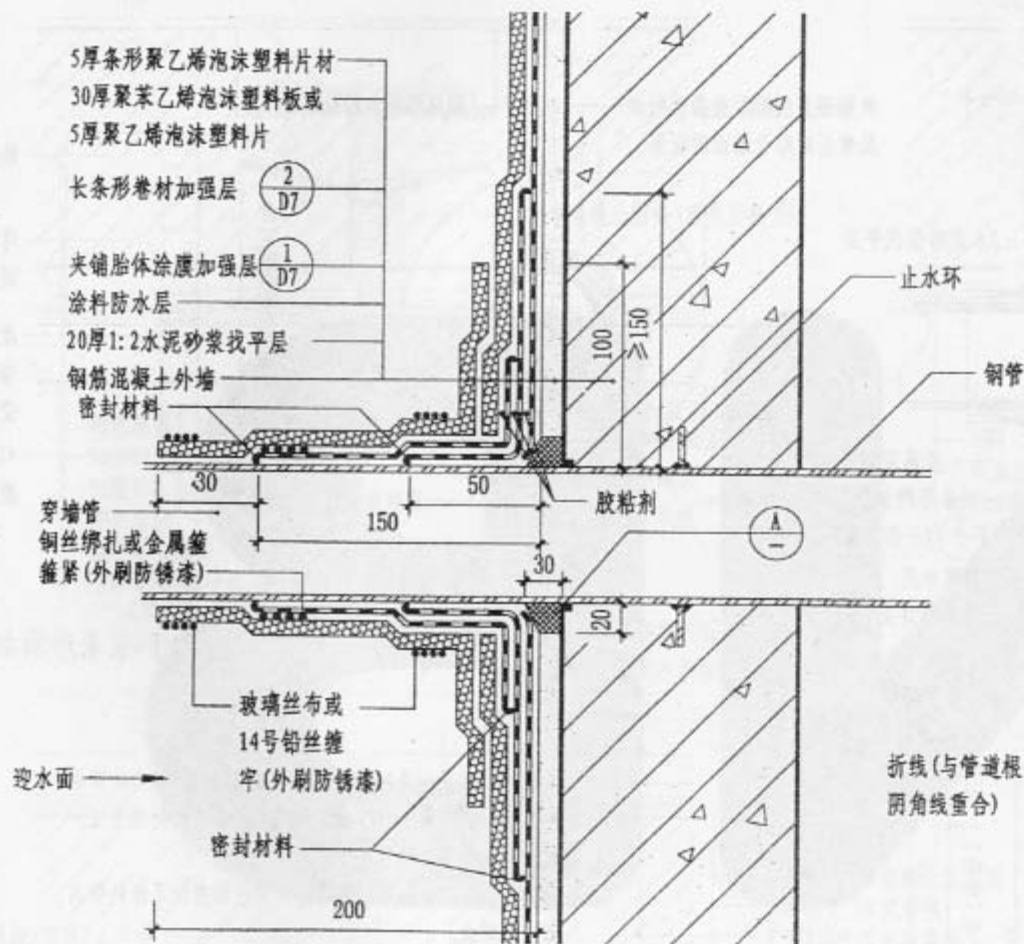 5厚条形聚乙烯泡沫塑料片材
30厚聚苯乙烯泡沫塑料板或
5厚聚乙烯泡沫塑料片
长条形卷材加强层
2
D7
夹铺胎体涂膜加强层
1
D7
涂料防水层
20厚1:2水泥砂浆找平层
钢筋混凝土外墙
密封材料
100
≥150
止水环
钢管
30
50
150
胶粘剂
穿墙管
铜丝绑扎或金属箍
箍紧(外刷防锈漆)
A
30
20
玻璃丝布或
14号铅丝缠
牢(外刷防锈漆)
迎水面
折线(与管道根
阴角线重合)
密封材料
200